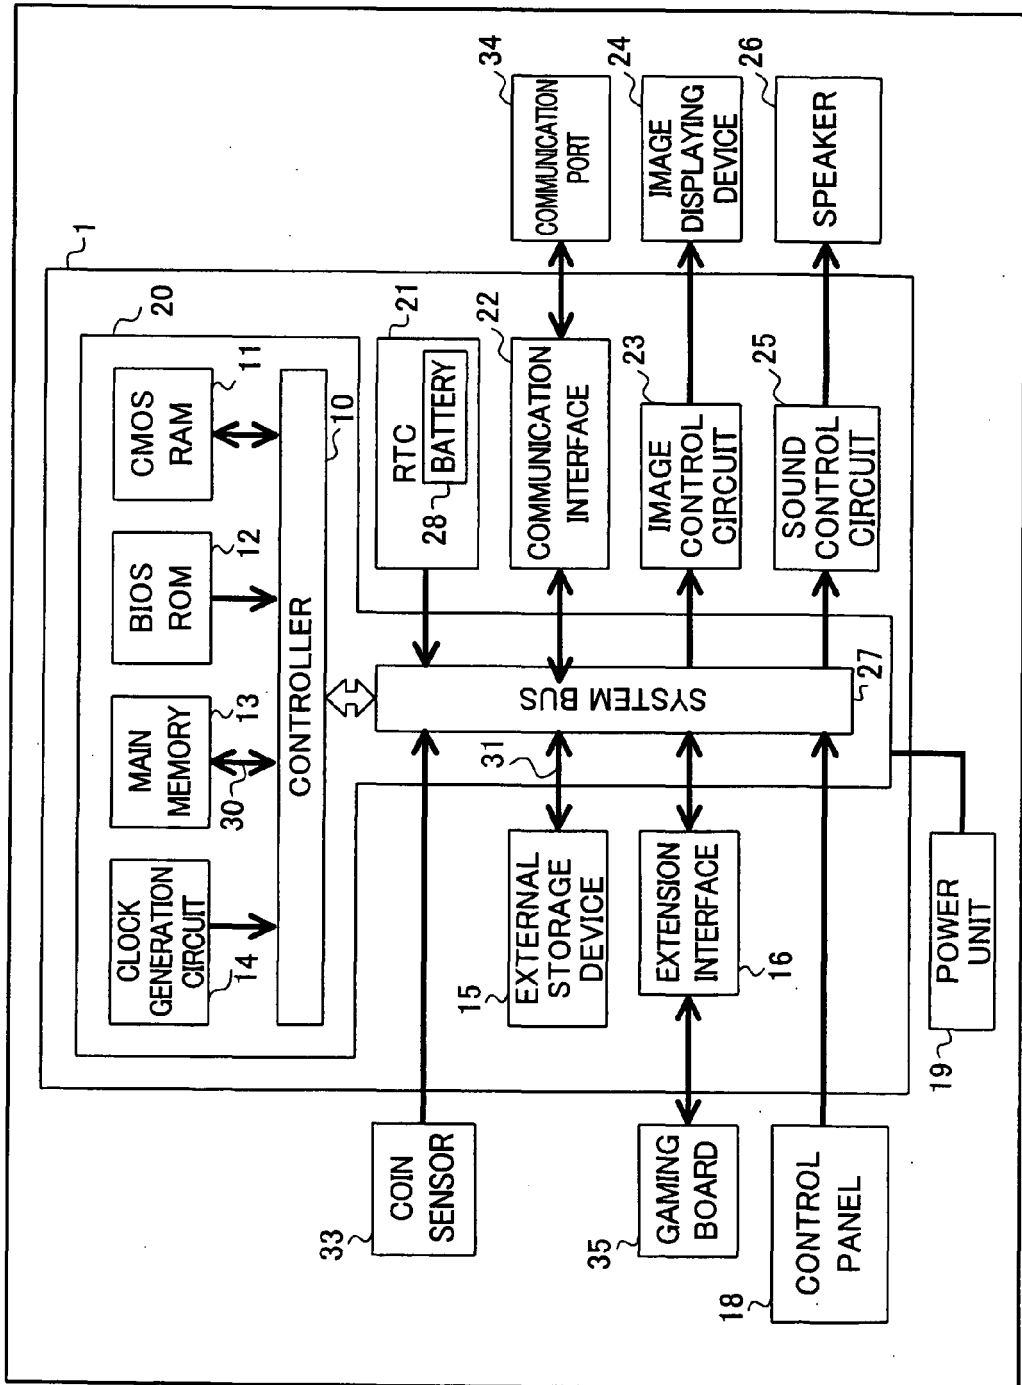 1
20
CLOCK
GENERATION
CIRCUIT
14
MAIN
MEMORY
13
30
BIOS
ROM
12
CMOS
RAM
11
CONTROLLER
10
33
COIN
SENSOR
RTC
21
BATTERY
28
15
EXTERNAL
STORAGE
DEVICE
31
SYSTEM BUS
27
COMMUNICATION
INTERFACE
22
COMMUNICATION
PORT
34
35
GAMING
BOARD
EXTENSION
INTERFACE
16
IMAGE
CONTROL
CIRCUIT
23
IMAGE
DISPLAYING
DEVICE
24
18
CONTROL
PANEL
SOUND
CONTROL
CIRCUIT
25
SPEAKER
26
19
POWER
UNIT